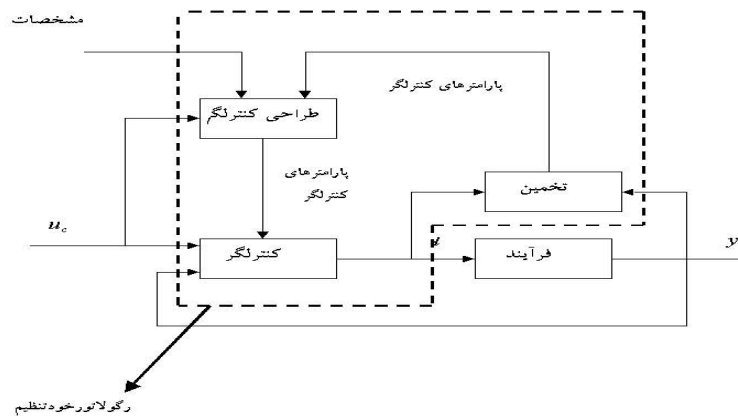 مشخصات
پارامترهای کنترلگر
طراحی کنترلگر
پارامترهای
کنترلگر
تخمین
u_c
کنترلگر
u
فرآیند
y
رگولاتورخودتنظیم